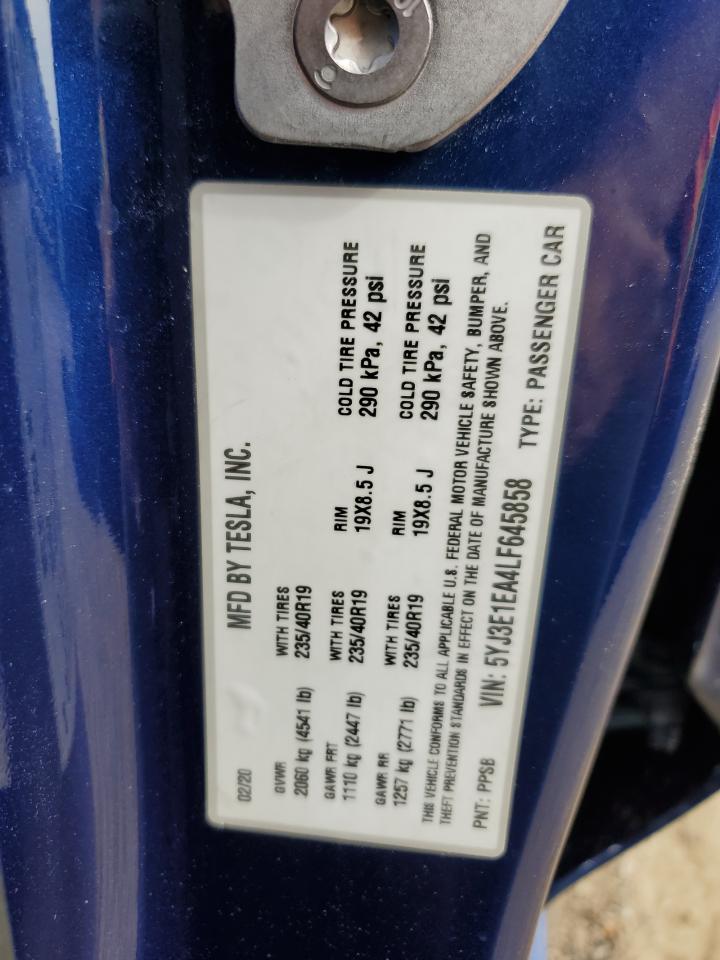 MFD BY TESLA, INC.
02/20
GVWR WITH TIRES
2060 kg (4541 lb) 235/40R19
GAWR FRT WITH TIRES RIM COLD TIRE PRESSURE
1110 kg (2447 lb) 235/40R19 19X8.5 J 290 kPa, 42 psi
GAWR RR WITH TIRES RIM COLD TIRE PRESSURE
1257 kg (2771 lb) 235/40R19 19X8.5 J 290 kPa, 42 psi
THIS VEHICLE CONFORMS TO ALL APPLICABLE U.S. FEDERAL MOTOR VEHICLE SAFETY, BUMPER, AND
THEFT PREVENTION STANDARDS IN EFFECT ON THE DATE OF MANUFACTURE SHOWN ABOVE.
PNT: PPSB VIN: 5YJ3E1EA4LF645858 TYPE: PASSENGER CAR